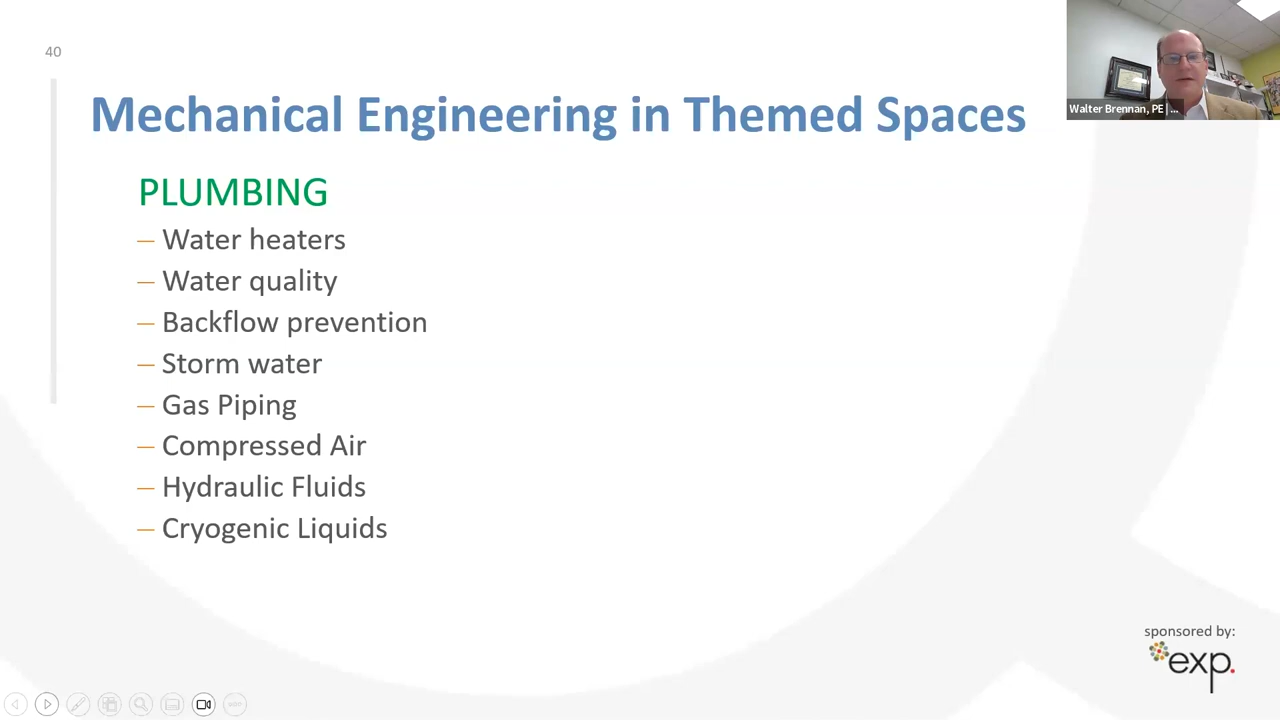 40
Mechanical Engineering in Themed Spaces
Walter Brennan, PE | ...
PLUMBING
– Water heaters
– Water quality
– Backflow prevention
– Storm water
– Gas Piping
– Compressed Air
– Hydraulic Fluids
– Cryogenic Liquids
sponsored by:
exp.